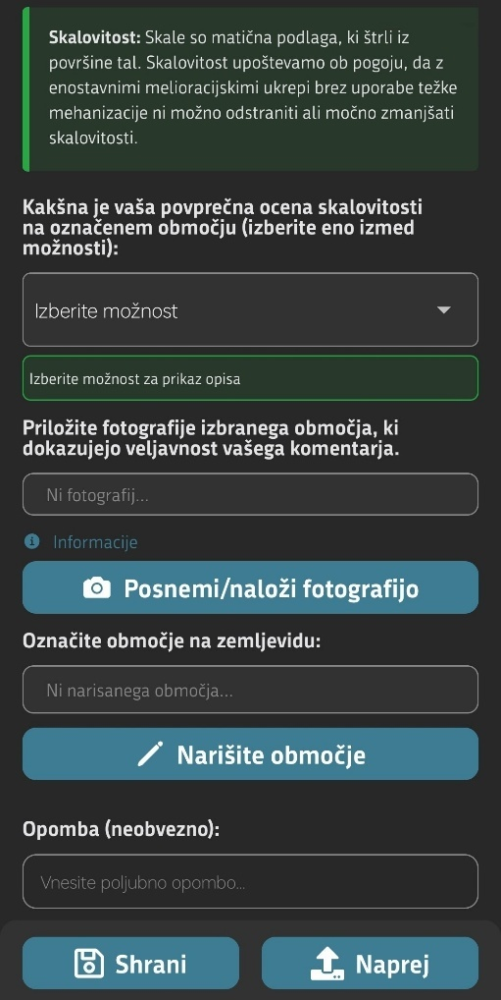 Skalovitost: Skale so matična podlaga, ki štrli iz
površine tal. Skalovitost upoštevamo ob pogoju, da z
enostavnimi melioracijskimi ukrepi brez uporabe težke
mehanizacije ni možno odstraniti ali močno zmanjšati
skalovitosti.
Kakšna je vaša povprečna ocena skalovitosti
na označenem območju (izberite eno izmed
možnosti):
Izberite možnost
Izberite možnost za prikaz opisa
Priložite fotografije izbranega območja, ki
dokazujejo veljavnost vašega komentarja.
Ni fotografij...
Informacije
Posnemi/naloži fotografijo
Označite območje na zemljevidu:
Ni narisanega območja...
Narišite območje
Opomba (neobvezno):
Vnesite poljubno opombo...
Shrani
Naprej